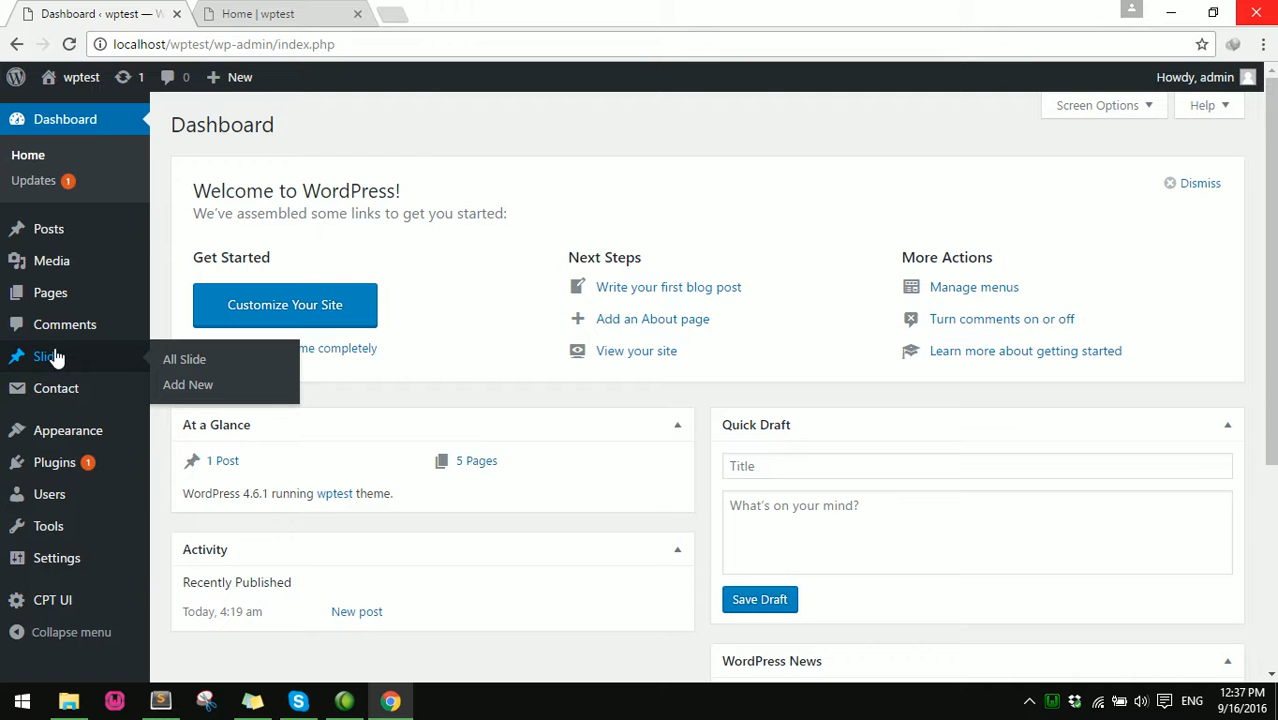 Dashboard ‹ wptest — W
Home | wptest
localhost/wptest/wp-admin/index.php
wptest 1 0 New
Howdy, admin
Dashboard
Home
Updates 1
Posts
Media
Pages
Comments
Contact
Appearance
Plugins 1
Users
Tools
Settings
CPT UI
Collapse menu
All Slide
Add New
Screen Options
Help
Dashboard
Welcome to WordPress!
We've assembled some links to get you started:
Dismiss
Get Started
Customize Your Site
completely
Next Steps
Write your first blog post
Add an About page
View your site
More Actions
Manage menus
Turn comments on or off
Learn more about getting started
At a Glance
1 Post
5 Pages
WordPress 4.6.1 running wptest theme.
Activity
Recently Published
Today, 4:19 am
New post
Quick Draft
Title
What's on your mind?
Save Draft
WordPress News
ENG
12:37 PM
9/16/2016